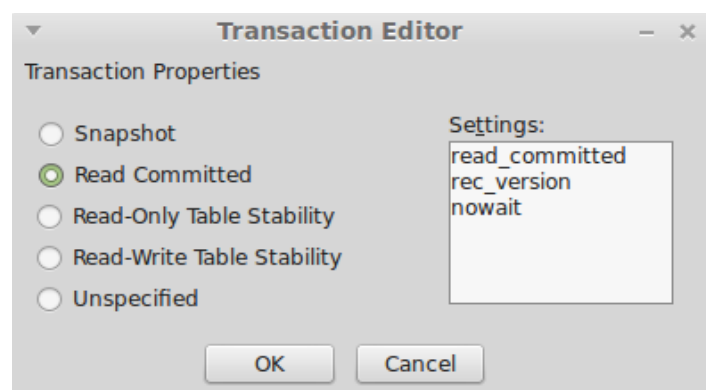 Transaction Editor
Transaction Properties
Snapshot
Read Committed
Read-Only Table Stability
Read-Write Table Stability
Unspecified
Settings:
read_committed
rec_version
nowait
OK
Cancel